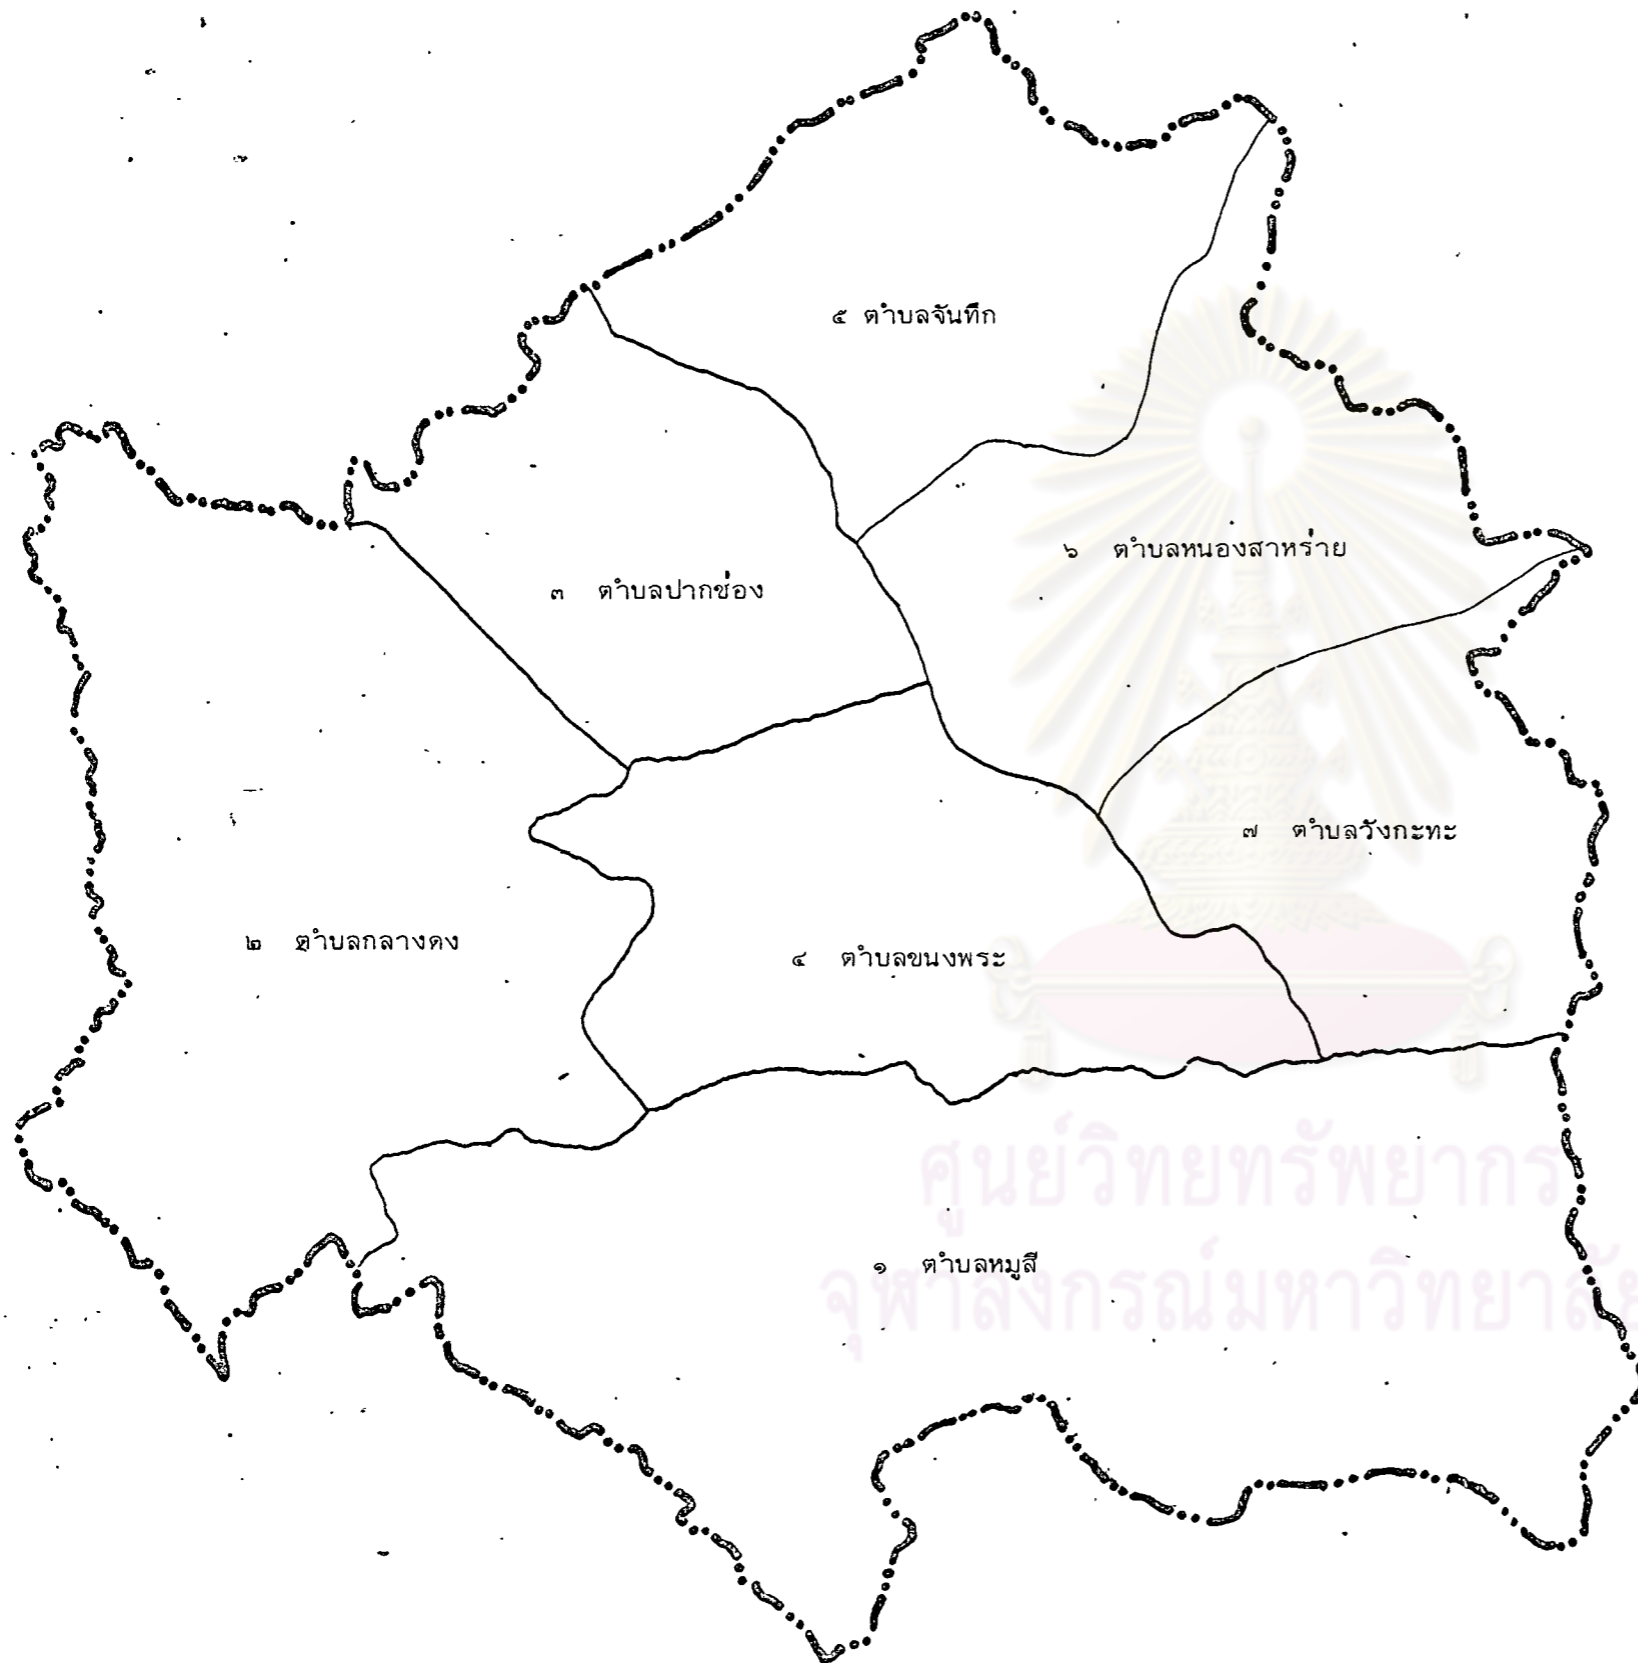 ๕ ตำบลจันทึก
๖ ตำบลหนองสาหร่าย
๓ ตำบลปากช่อง
๗ ตำบลวังกะทะ
๒ ตำบลกลางดง
๔ ตำบลขนงพระ
ศูนย์วิทยทรัพยากร
๑ ตำบลหมูสี
จุฬาลงกรณ์มหาวิทยาลัย